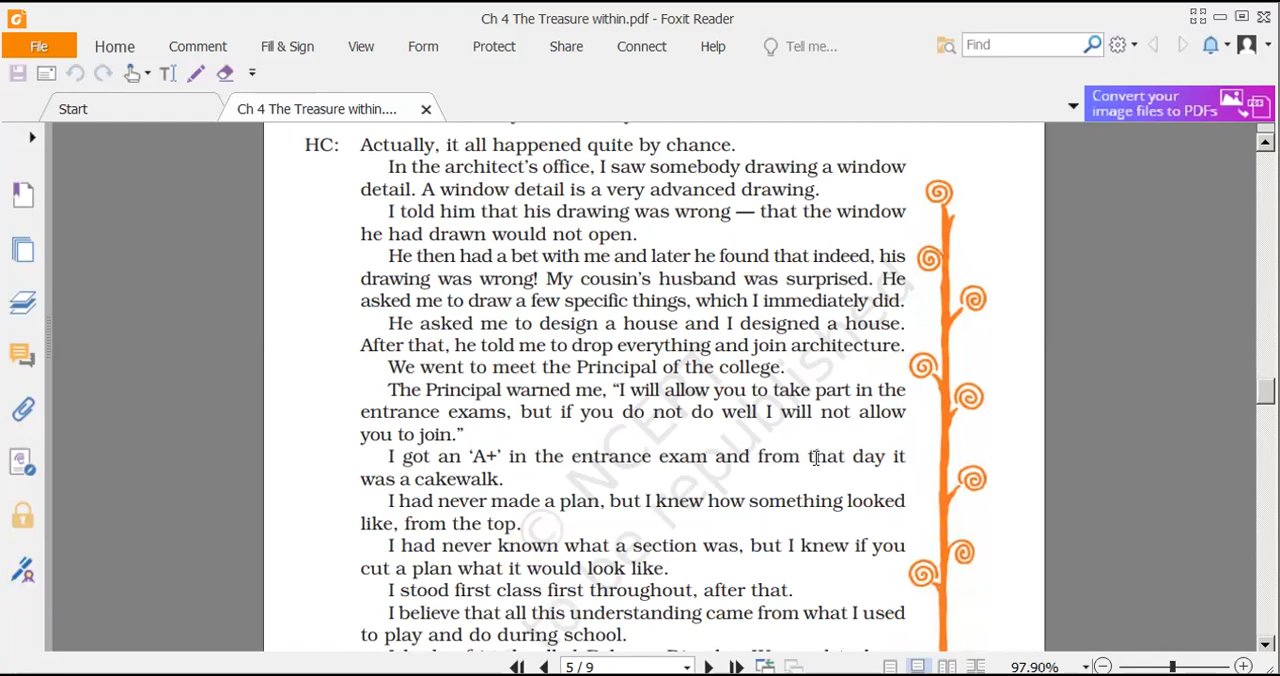 Ch 4 The Treasure within.pdf - Foxit Reader
File Home Comment Fill & Sign View Form Protect Share Connect Help Tell me... Find
Start Ch 4 The Treasure within.... Convert your
image files to PDFs
HC: Actually, it all happened quite by chance.
In the architect's office, I saw somebody drawing a window
detail. A window detail is a very advanced drawing.
I told him that his drawing was wrong — that the window
he had drawn would not open.
He then had a bet with me and later he found that indeed, his
drawing was wrong! My cousin's husband was surprised. He
asked me to draw a few specific things, which I immediately did.
He asked me to design a house and I designed a house.
After that, he told me to drop everything and join architecture.
We went to meet the Principal of the college.
The Principal warned me, “I will allow you to take part in the
entrance exams, but if you do not do well I will not allow
you to join.”
I got an ‘A+’ in the entrance exam and from that day it
was a cakewalk.
I had never made a plan, but I knew how something looked
like, from the top.
I had never known what a section was, but I knew if you
cut a plan what it would look like.
I stood first class first throughout, after that.
I believe that all this understanding came from what I used
to play and do during school.
© NCERT
to be republished
5 / 9 97.90%